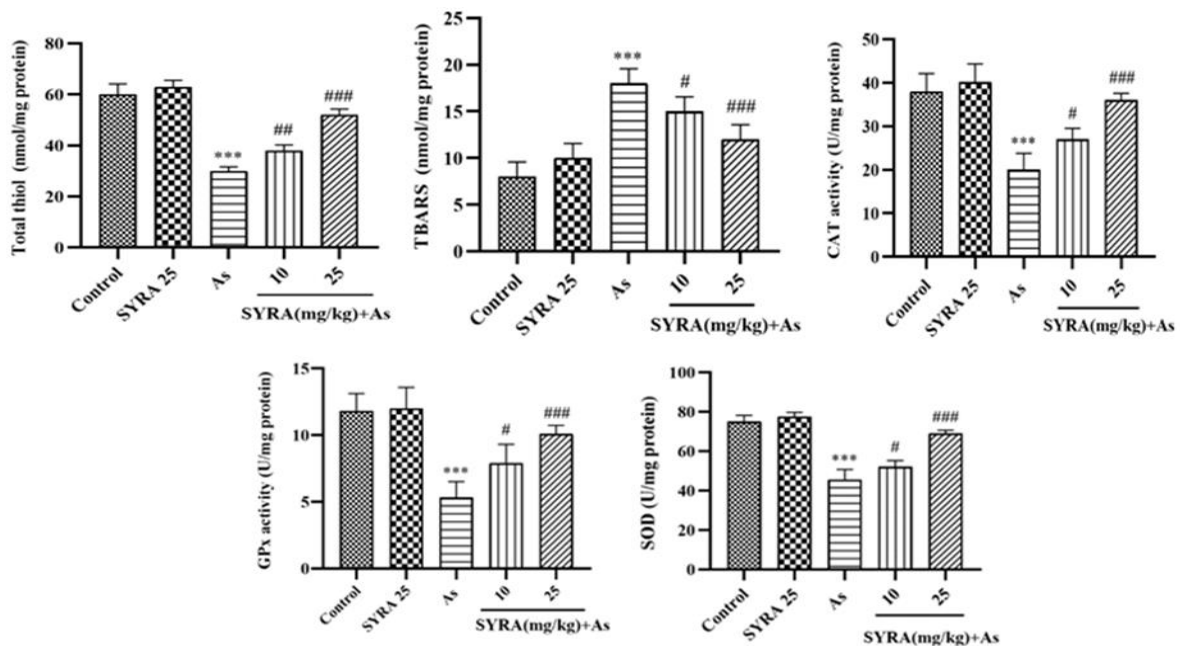 Total thiol (nmol/mg protein)
80
60
40
20
0
***
##
###
Control
SYRA 25
As
10
25
SYRA(mg/kg)+As
TBARS (nmol/mg protein)
25
20
15
10
5
0
***
#
###
Control
SYRA 25
As
10
25
SYRA(mg/kg)+As
CAT activity (U/mg protein)
50
40
30
20
10
0
***
#
###
Control
SYRA 25
As
10
25
SYRA(mg/kg)+As
GPx activity (U/mg protein)
15
10
5
0
***
#
###
Control
SYRA 25
As
10
25
SYRA(mg/kg)+As
SOD (U/mg protein)
100
80
60
40
20
0
***
#
###
Control
SYRA 25
As
10
25
SYRA(mg/kg)+As